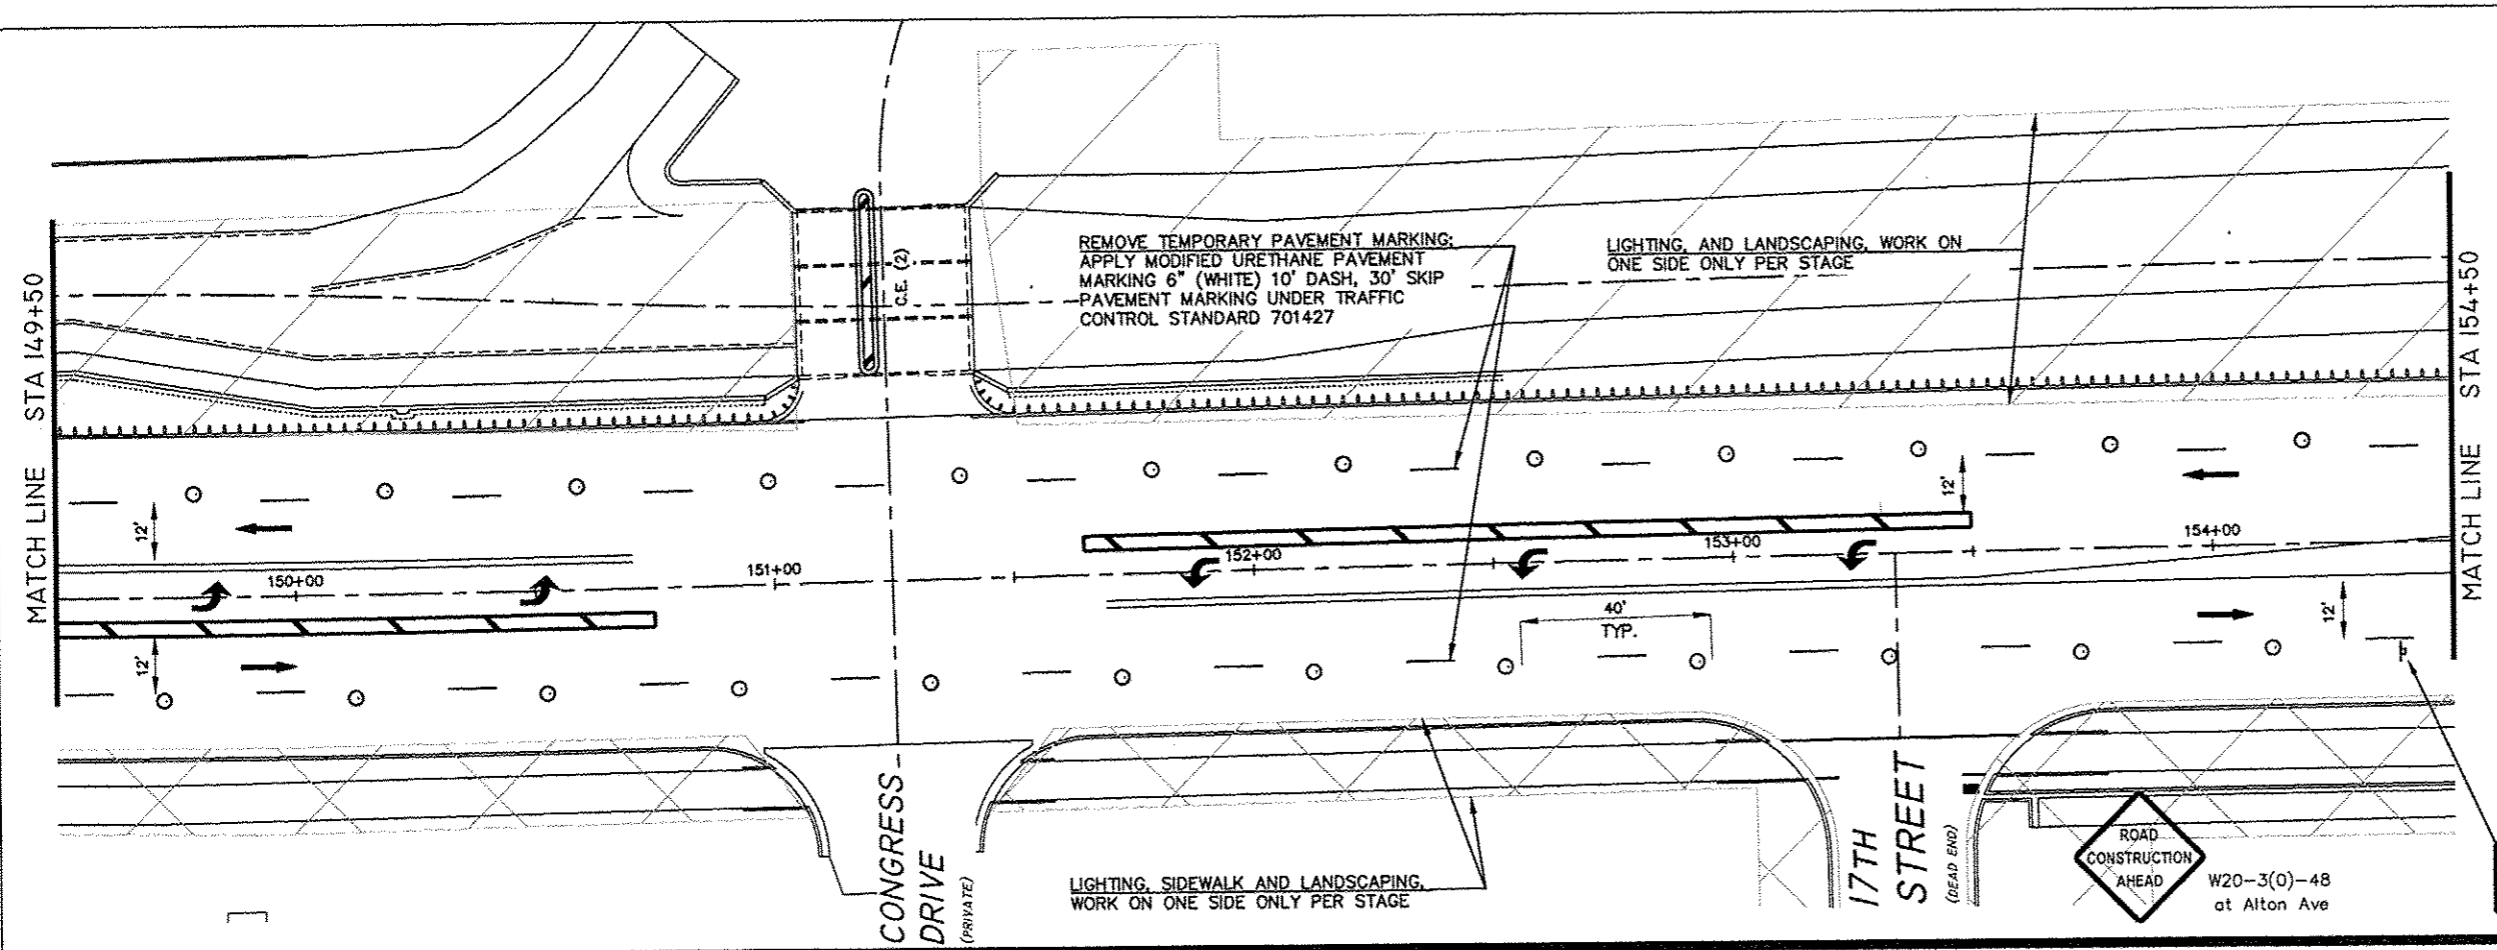 REMOVE TEMPORARY PAVEMENT MARKING;
APPLY MODIFIED URETHANE PAVEMENT
MARKING 6" (WHITE) 10' DASH, 30' SKIP
PAVEMENT MARKING UNDER TRAFFIC
CONTROL STANDARD 701427
LIGHTING, AND LANDSCAPING, WORK ON
ONE SIDE ONLY PER STAGE
C.E. (2)
MATCH LINE STA 149+50
MATCH LINE STA 154+50
12'
12'
150+00
151+00
152+00
153+00
154+00
12'
12'
40'
TYP.
CONGRESS
DRIVE
(PRIVATE)
LIGHTING, SIDEWALK AND LANDSCAPING,
WORK ON ONE SIDE ONLY PER STAGE
17TH
STREET
(DEAD END)
ROAD
CONSTRUCTION
AHEAD
W20-3(O)-48
at Alton Ave